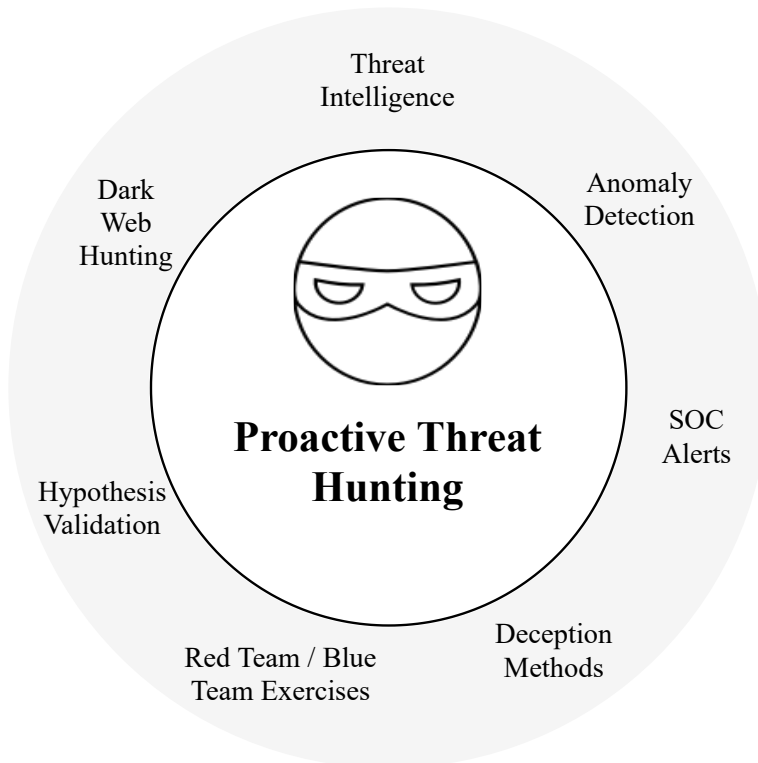 Threat
Intelligence
Anomaly
Detection
SOC
Alerts
Deception
Methods
Red Team / Blue
Team Exercises
Hypothesis
Validation
Dark
Web
Hunting
Proactive Threat
Hunting